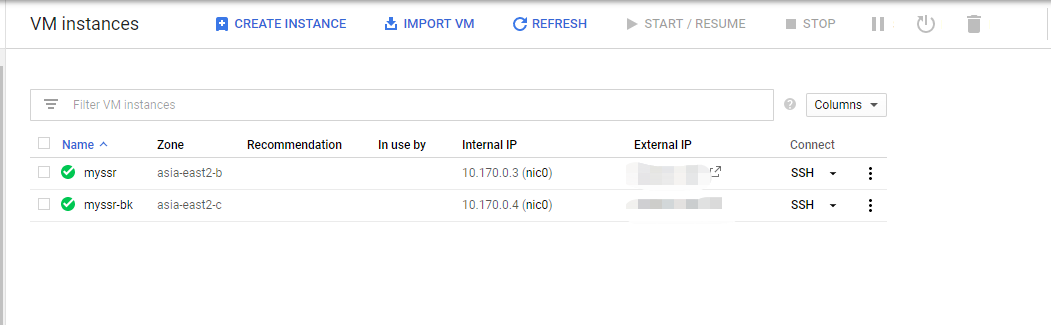 VM instances CREATE INSTANCE IMPORT VM REFRESH START / RESUME STOP
Filter VM instances ? Columns
Name Zone Recommendation In use by Internal IP External IP Connect
myssr asia-east2-b 10.170.0.3 (nic0) SSH
myssr-bk asia-east2-c 10.170.0.4 (nic0) SSH